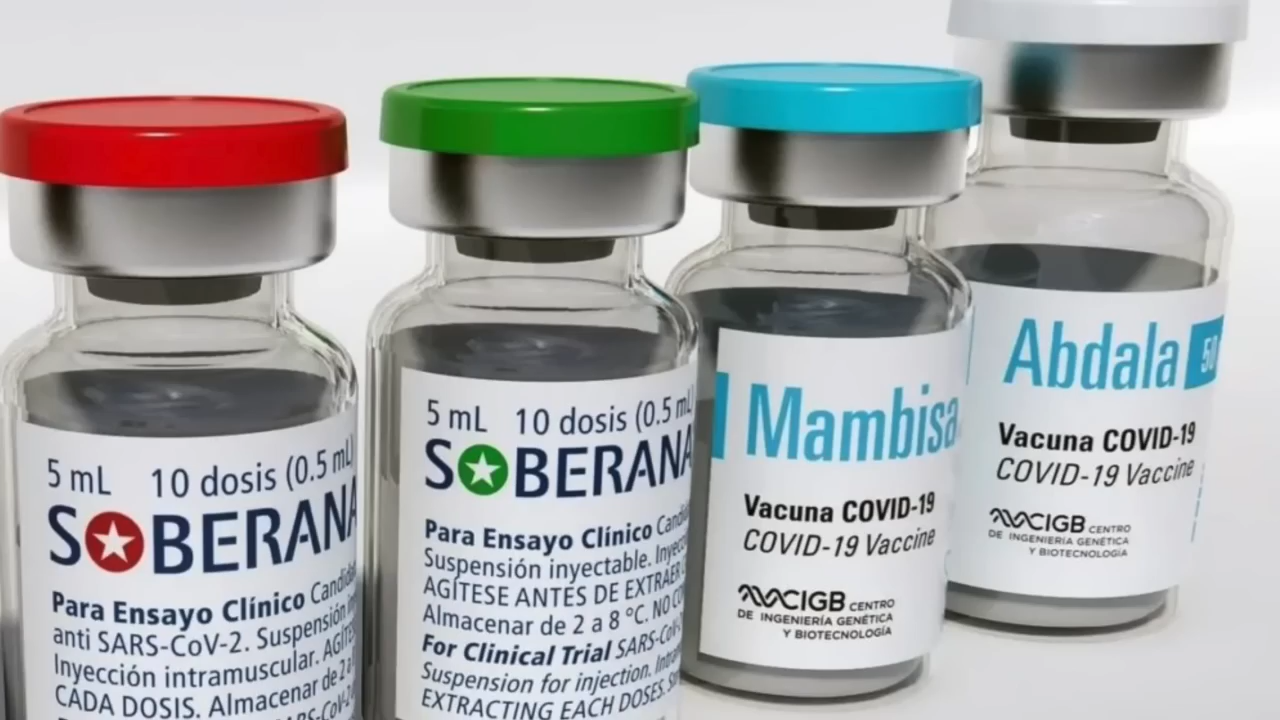 5 mL 10 dosis (0.5 mL
SOBERANA
Para Ensayo Clínico
anti SARS-CoV-2. Suspensión
Inyección intramuscular.
CADA DOSIS. Almacenar de 2 a
5 mL 10 dosis (0.5 mL
SOBERANA
Para Ensayo Clínico
Suspensión inyectable.
AGÍTESE ANTES DE EXTRAER
Almacenar de 2 a 8 °C. NO
For Clinical Trial SARS-CoV-2
Suspension for injection.
EXTRACTING EACH DOSES.
Mambisa
Vacuna COVID-19
COVID-19 Vaccine
CIGB CENTRO
DE INGENIERÍA GENÉTICA
Y BIOTECNOLOGÍA
Abdala 50
Vacuna COVID-19
COVID-19 Vaccine
CIGB CENTRO
DE INGENIERÍA GENÉTICA
Y BIOTECNOLOGÍA